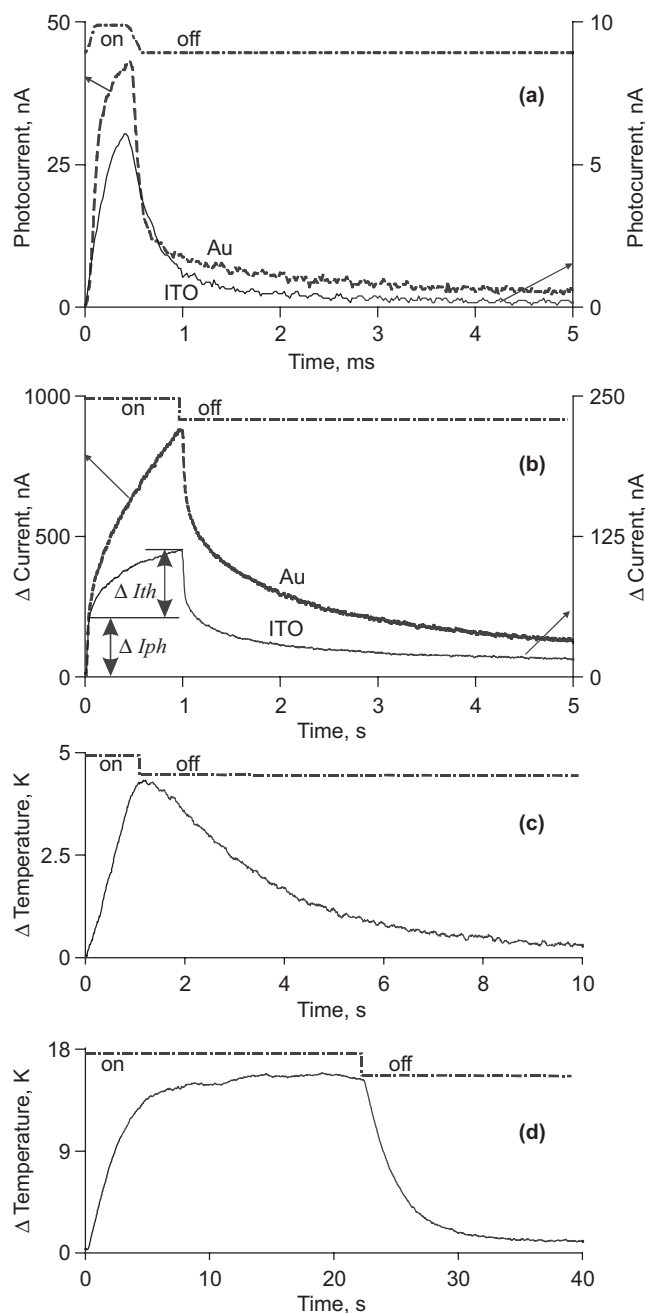 50
10
on
off
(a)
Photocurrent, nA
25
5
Photocurrent, nA
Au
ITO
0
0
0
1
2
3
4
5
Time, ms
1000
250
on
off
(b)
Δ Current, nA
500
125
Δ Current, nA
Δ Ith
Au
ITO
Δ Iph
0
0
0
1
2
3
4
5
Time, s
5
on
off
(c)
Δ Temperature, K
2.5
0
0
2
4
6
8
10
Time, s
18
on
off
(d)
Δ Temperature, K
9
0
0
10
20
30
40
Time, s